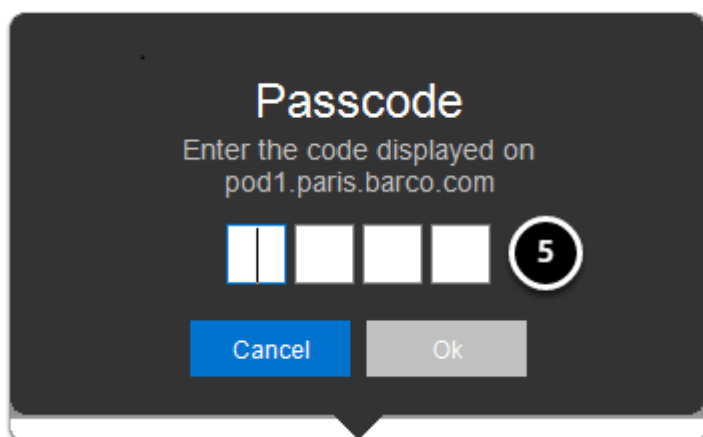 Passcode
Enter the code displayed on
pod1.paris.barco.com
5
Cancel Ok